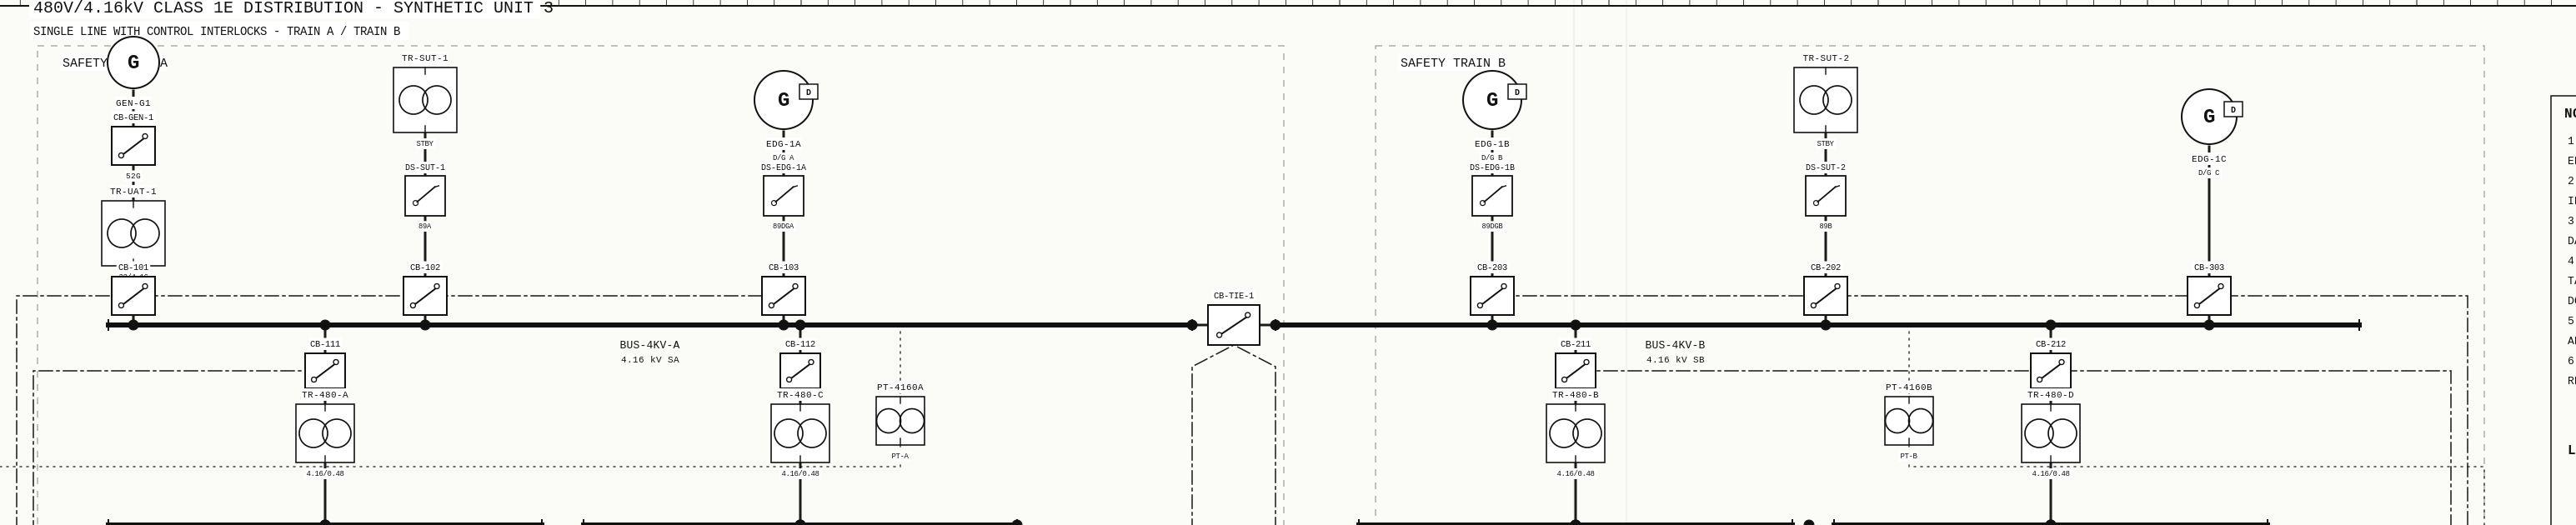 480V/4.16kV CLASS 1E DISTRIBUTION - SYNTHETIC UNIT 3
SINGLE LINE WITH CONTROL INTERLOCKS - TRAIN A / TRAIN B
SAFETY
A
G
GEN-G1
CB-GEN-1
52G
TR-UAT-1
CB-101
TR-SUT-1
STBY
DS-SUT-1
89A
CB-102
G
D
EDG-1A
D/G A
DS-EDG-1A
89DGA
CB-103
CB-TIE-1
SAFETY TRAIN B
G
D
EDG-1B
D/G B
DS-EDG-1B
89DGB
CB-203
TR-SUT-2
STBY
DS-SUT-2
89B
CB-202
G
D
EDG-1C
D/G C
CB-303
CB-111
TR-480-A
4.16/0.48
BUS-4KV-A
4.16 kV SA
CB-112
TR-480-C
4.16/0.48
PT-4160A
PT-A
CB-211
TR-480-B
4.16/0.48
BUS-4KV-B
4.16 kV SB
PT-4160B
PT-B
CB-212
TR-480-D
4.16/0.48
1
2
3
4
5
6